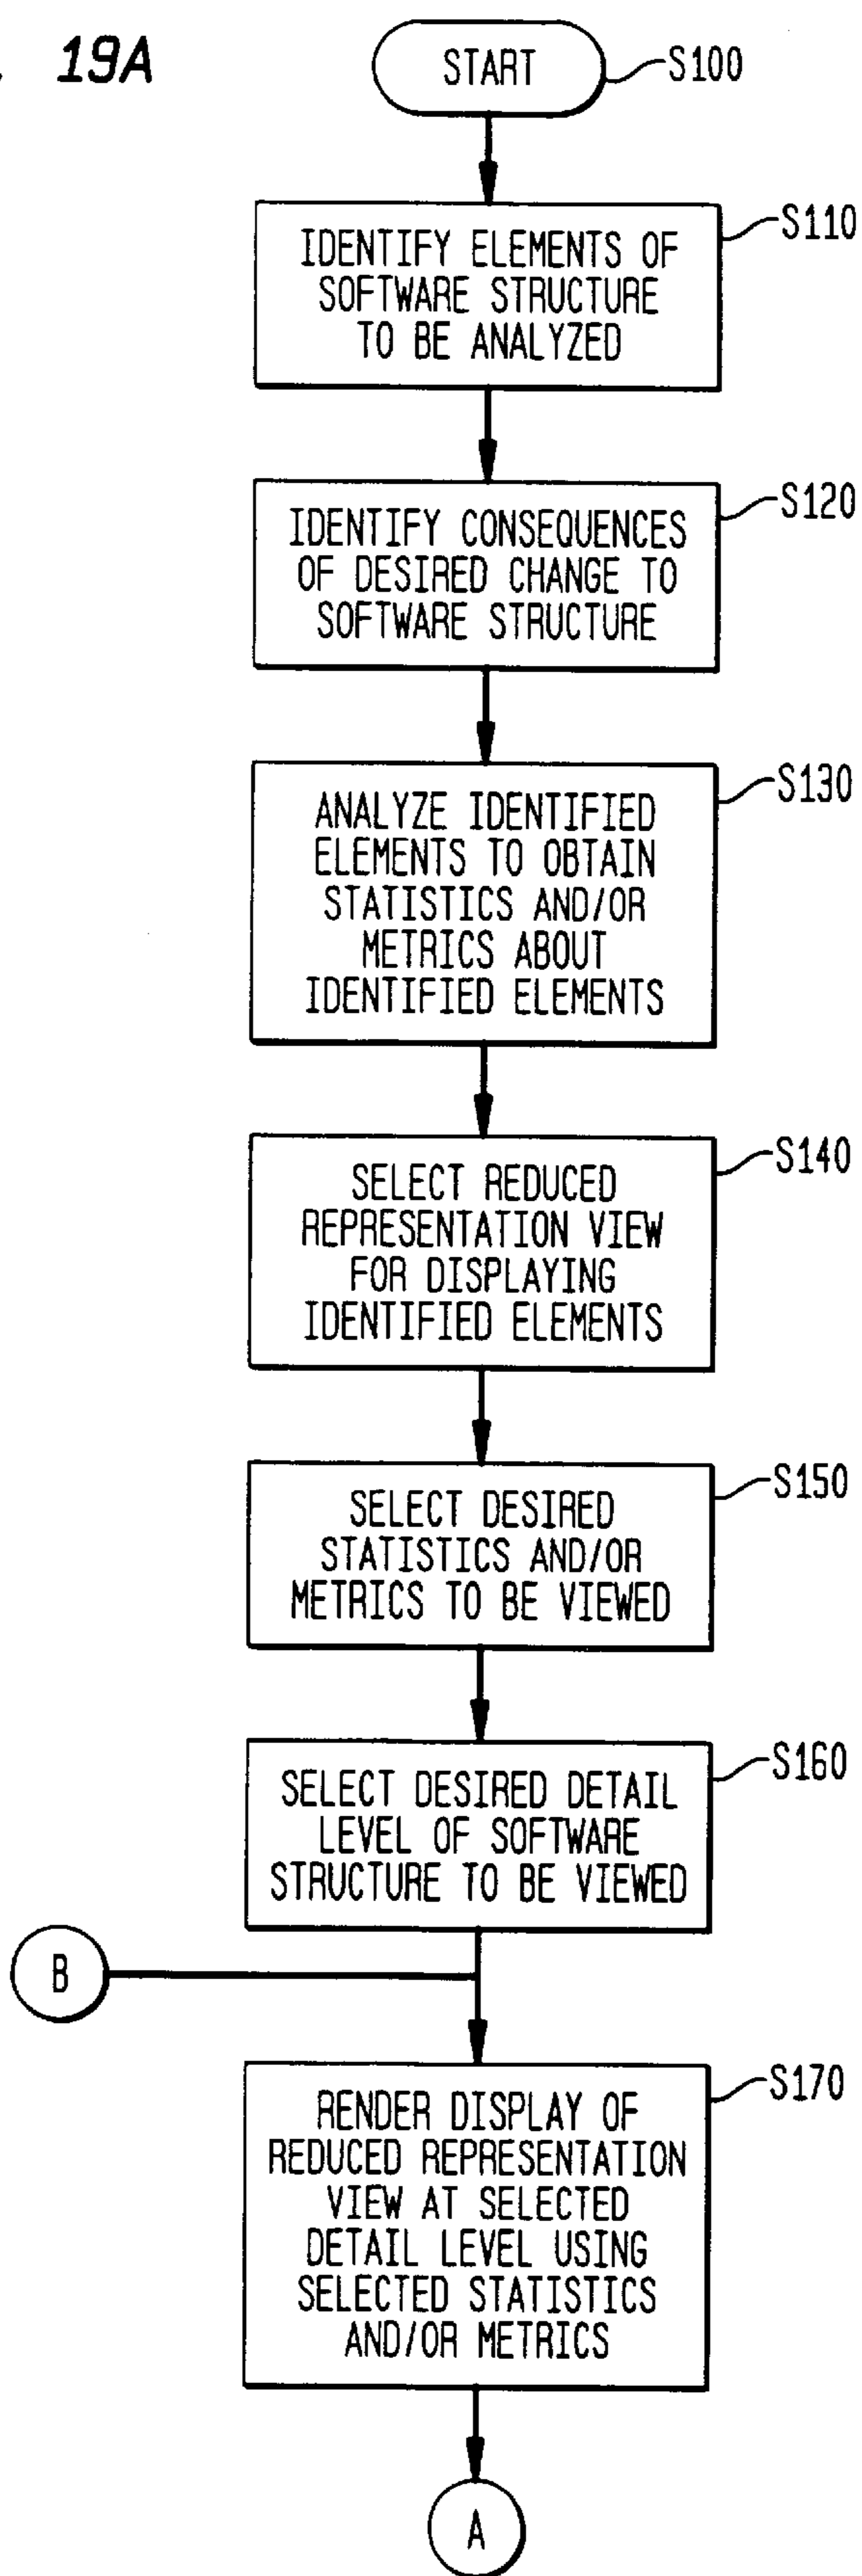 19A
START
S100
IDENTIFY ELEMENTS OF
SOFTWARE STRUCTURE
TO BE ANALYZED
S110
IDENTIFY CONSEQUENCES
OF DESIRED CHANGE TO
SOFTWARE STRUCTURE
S120
ANALYZE IDENTIFIED
ELEMENTS TO OBTAIN
STATISTICS AND/OR
METRICS ABOUT
IDENTIFIED ELEMENTS
S130
SELECT REDUCED
REPRESENTATION VIEW
FOR DISPLAYING
IDENTIFIED ELEMENTS
S140
SELECT DESIRED
STATISTICS AND/OR
METRICS TO BE VIEWED
S150
SELECT DESIRED DETAIL
LEVEL OF SOFTWARE
STRUCTURE TO BE VIEWED
S160
B
RENDER DISPLAY OF
REDUCED REPRESENTATION
VIEW AT SELECTED
DETAIL LEVEL USING
SELECTED STATISTICS
AND/OR METRICS
S170
A